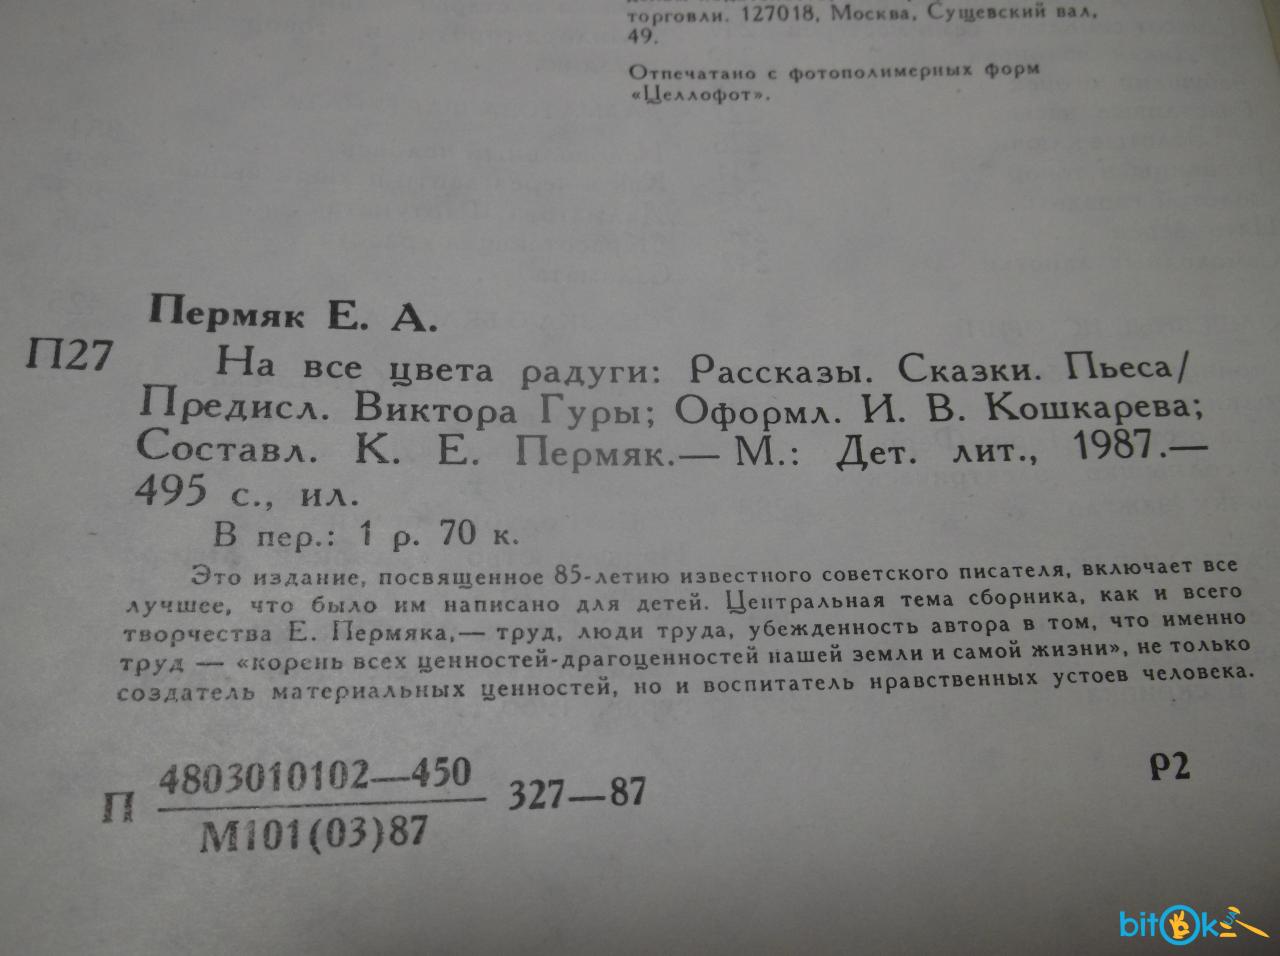 торговли. 127018, Москва, Сущевский вал,
49.
Отпечатано с фотополимерных форм
«Целлофот».
Пермяк Е. А.
П27 На все цвета радуги: Рассказы. Сказки. Пьеса/
Предисл. Виктора Гуры; Оформл. И. В. Кошкарева;
Составл. К. Е. Пермяк.— М.: Дет. лит., 1987.—
495 с., ил.
В пер.: 1 р. 70 к.
Это издание, посвященное 85-летию известного советского писателя, включает все
лучшее, что было им написано для детей. Центральная тема сборника, как и всего
творчества Е. Пермяка,— труд, люди труда, убежденность автора в том, что именно
труд — «корень всех ценностей-драгоценностей нашей земли и самой жизни», не только
создатель материальных ценностей, но и воспитатель нравственных устоев человека.
П 4803010102—450 327—87
М101(03)87
Р2
bitOk
UA